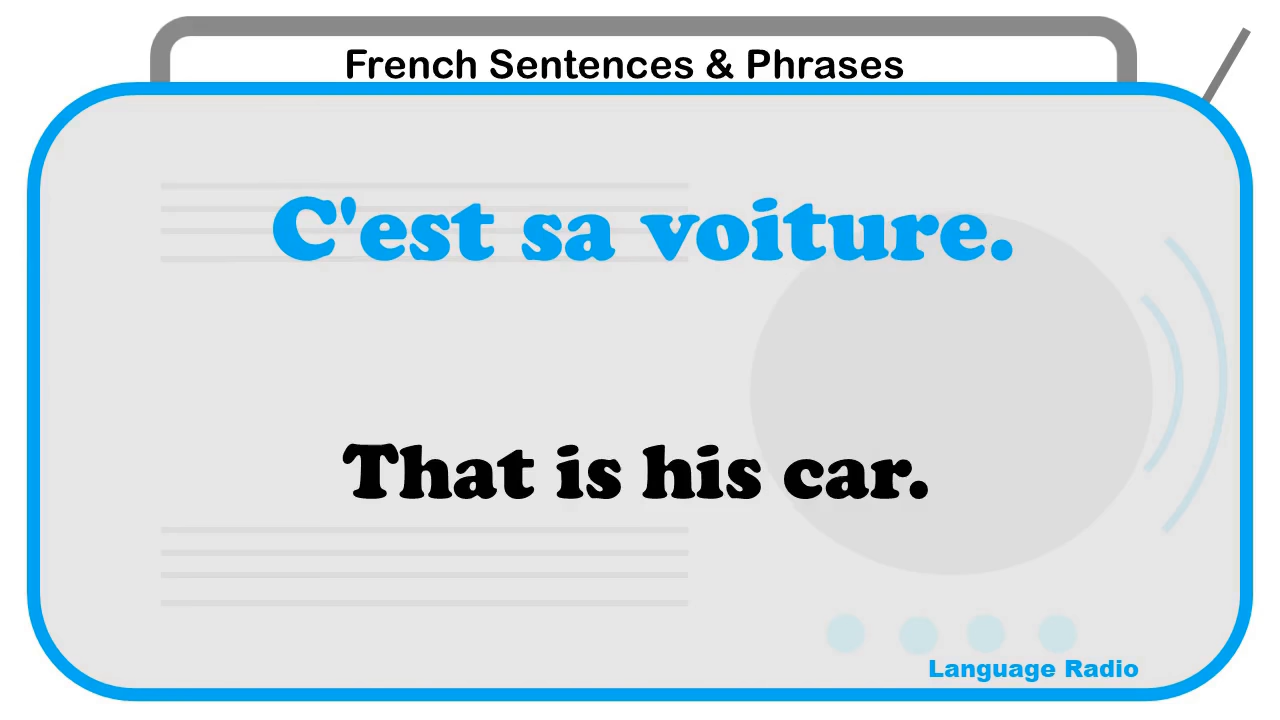 French Sentences & Phrases
C'est sa voiture.
That is his car.
Language Radio